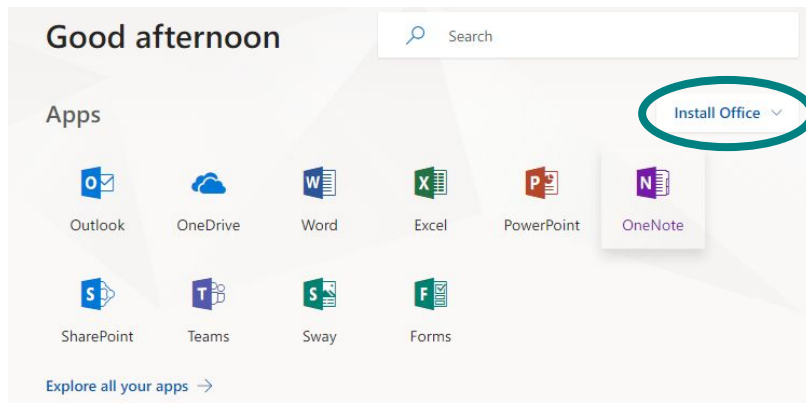 Good afternoon
Search
Apps
Install Office
Outlook OneDrive Word Excel PowerPoint OneNote
SharePoint Teams Sway Forms
Explore all your apps →